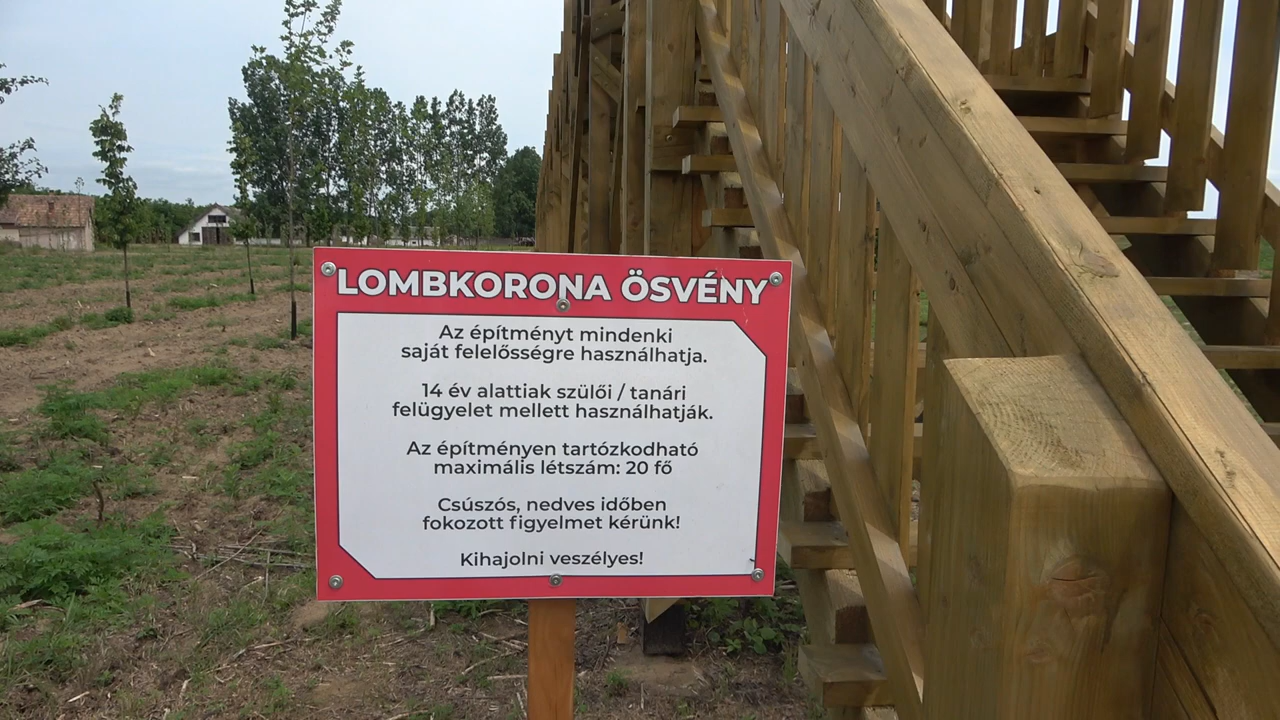 LOMBKORONA ÖSVÉNY
Az építményt mindenki
saját felelősségre használhatja.
14 év alattiak szülői / tanári
felügyelet mellett használhatják.
Az építményen tartózkodható
maximális létszám: 20 fő
Csúszós, nedves időben
fokozott figyelmet kérünk!
Kihajolni veszélyes!